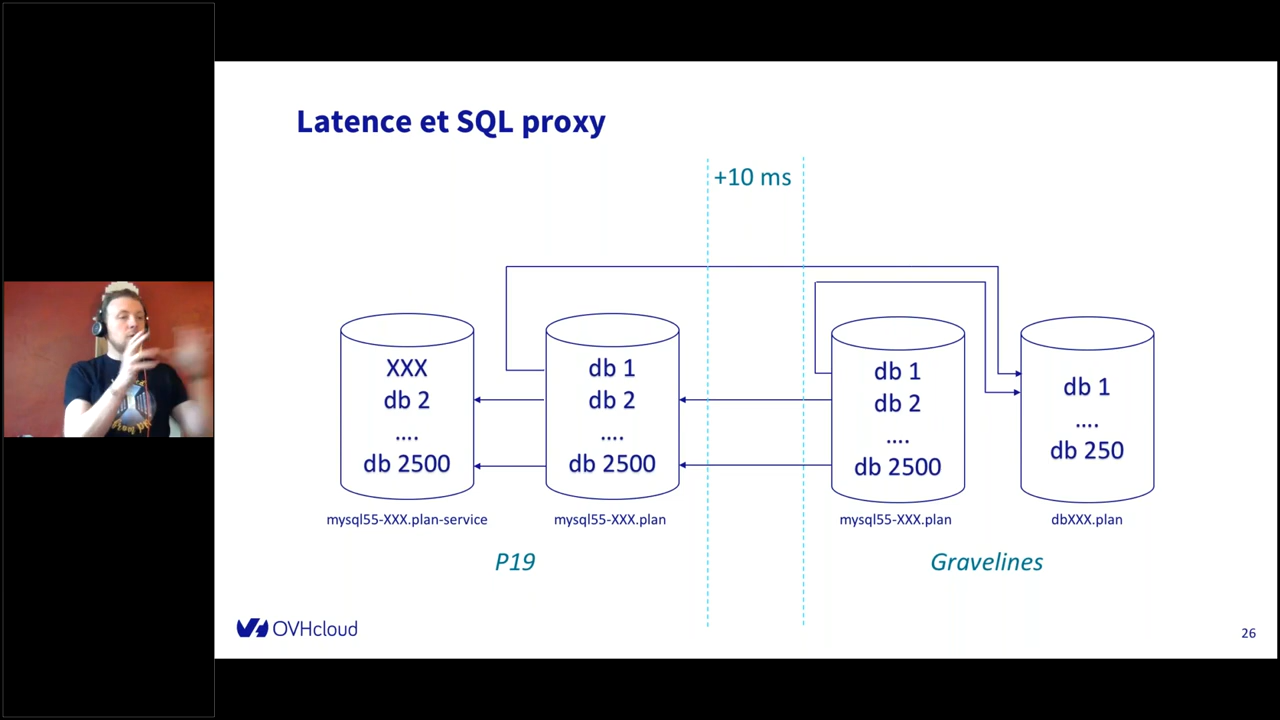 Latence et SQL proxy
+10 ms
XXX
db 2
....
db 2500
mysql55-XXX.plan-service
db 1
db 2
....
db 2500
mysql55-XXX.plan
db 1
db 2
....
db 2500
mysql55-XXX.plan
db 1
....
db 250
dbXXX.plan
P19
Gravelines
OVHcloud
26